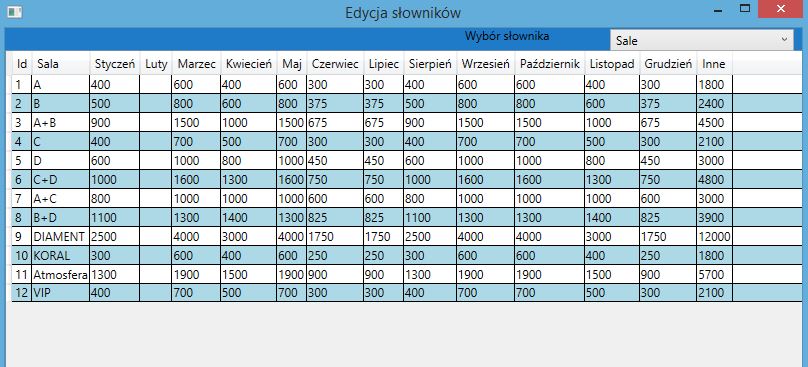 Edycja słowników
Wybór słownika Sale
Id Sala Styczeń Luty Marzec Kwiecień Maj Czerwiec Lipiec Sierpień Wrzesień Październik Listopad Grudzień Inne
1 A 400 600 400 600 300 300 400 600 600 400 300 1800
2 B 500 800 600 800 375 375 500 800 800 600 375 2400
3 A+B 900 1500 1000 1500 675 675 900 1500 1500 1000 675 4500
4 C 400 700 500 700 300 300 400 700 700 500 300 2100
5 D 600 1000 800 1000 450 450 600 1000 1000 800 450 3000
6 C+D 1000 1600 1300 1600 750 750 1000 1600 1600 1300 750 4800
7 A+C 800 1000 1000 1000 600 600 800 1000 1000 1000 600 3000
8 B+D 1100 1300 1400 1300 825 825 1100 1300 1300 1400 825 3900
9 DIAMENT 2500 4000 3000 4000 1750 1750 2500 4000 4000 3000 1750 12000
10 KORAL 300 600 400 600 250 250 300 600 600 400 250 1800
11 Atmosfera 1300 1900 1500 1900 900 900 1300 1900 1900 1500 900 5700
12 VIP 400 700 500 700 300 300 400 700 700 500 300 2100